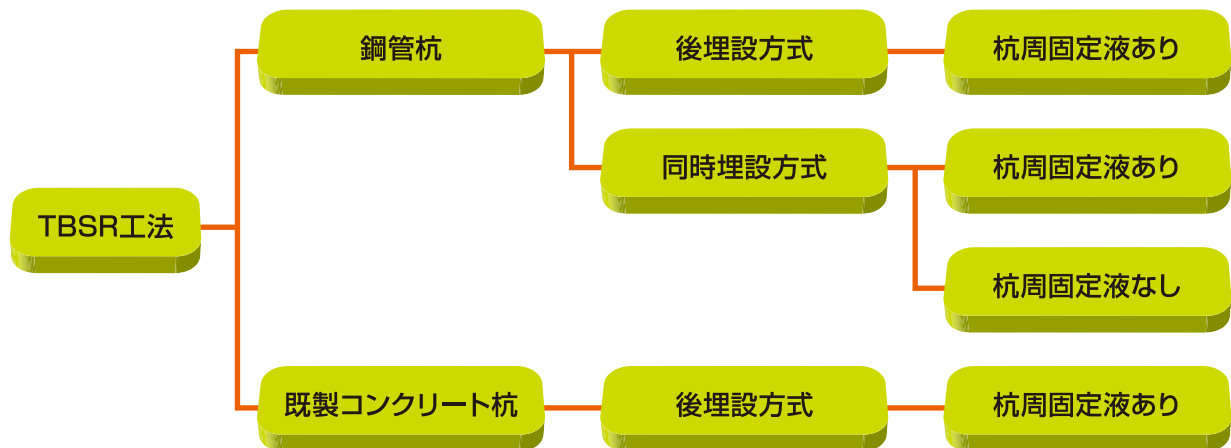 鋼管杭
後埋設方式
杭周固定液あり
同時埋設方式
杭周固定液あり
TBSR工法
杭周固定液なし
既製コンクリート杭
後埋設方式
杭周固定液あり